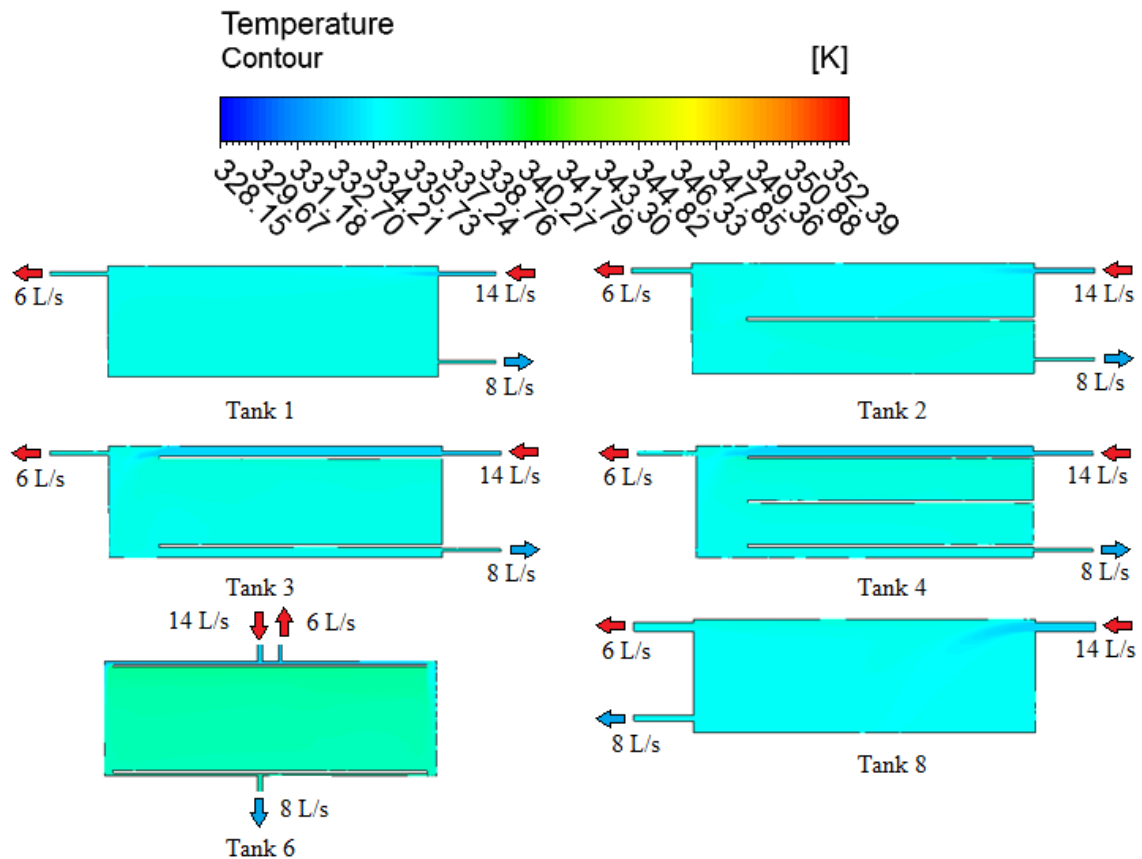 Temperature
Contour [K]
328.15 329.67 331.18 332.70 334.21 335.73 337.24 338.76 340.27 341.79 343.30 344.82 346.33 347.85 349.36 350.88 352.39
6 L/s 14 L/s 6 L/s 14 L/s
8 L/s 8 L/s
Tank 1 Tank 2
6 L/s 14 L/s 6 L/s 14 L/s
8 L/s 8 L/s
Tank 3 Tank 4
14 L/s 6 L/s
6 L/s 14 L/s
8 L/s
Tank 8
8 L/s
Tank 6